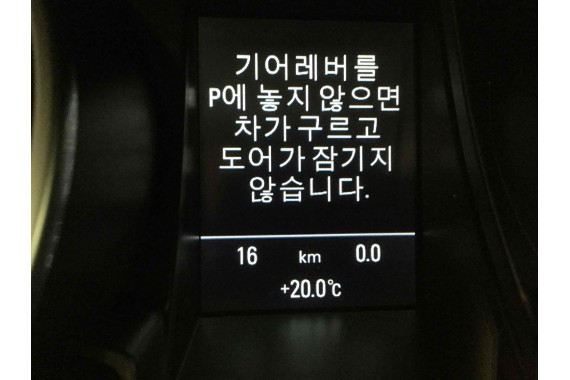 기어레버를
P에 놓지 않으면
차가 구르고
도어가 잠기지
않습니다.
16 km 0.0
+20.0℃